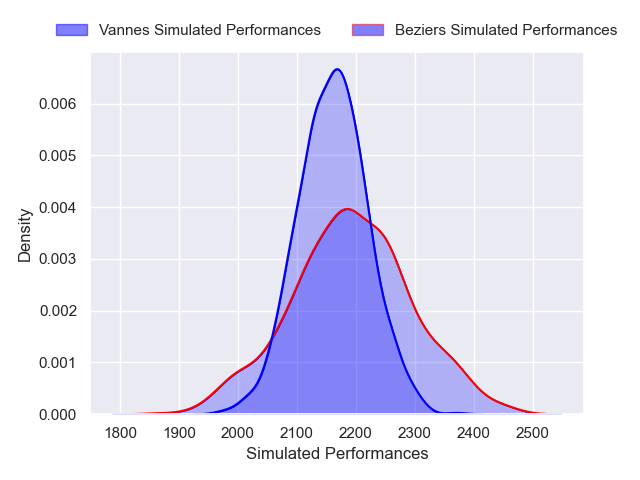 Vannes Simulated Performances
Beziers Simulated Performances
0.006
0.005
0.004
0.003
0.002
0.001
0.000
Density
1800 1900 2000 2100 2200 2300 2400 2500
Simulated Performances